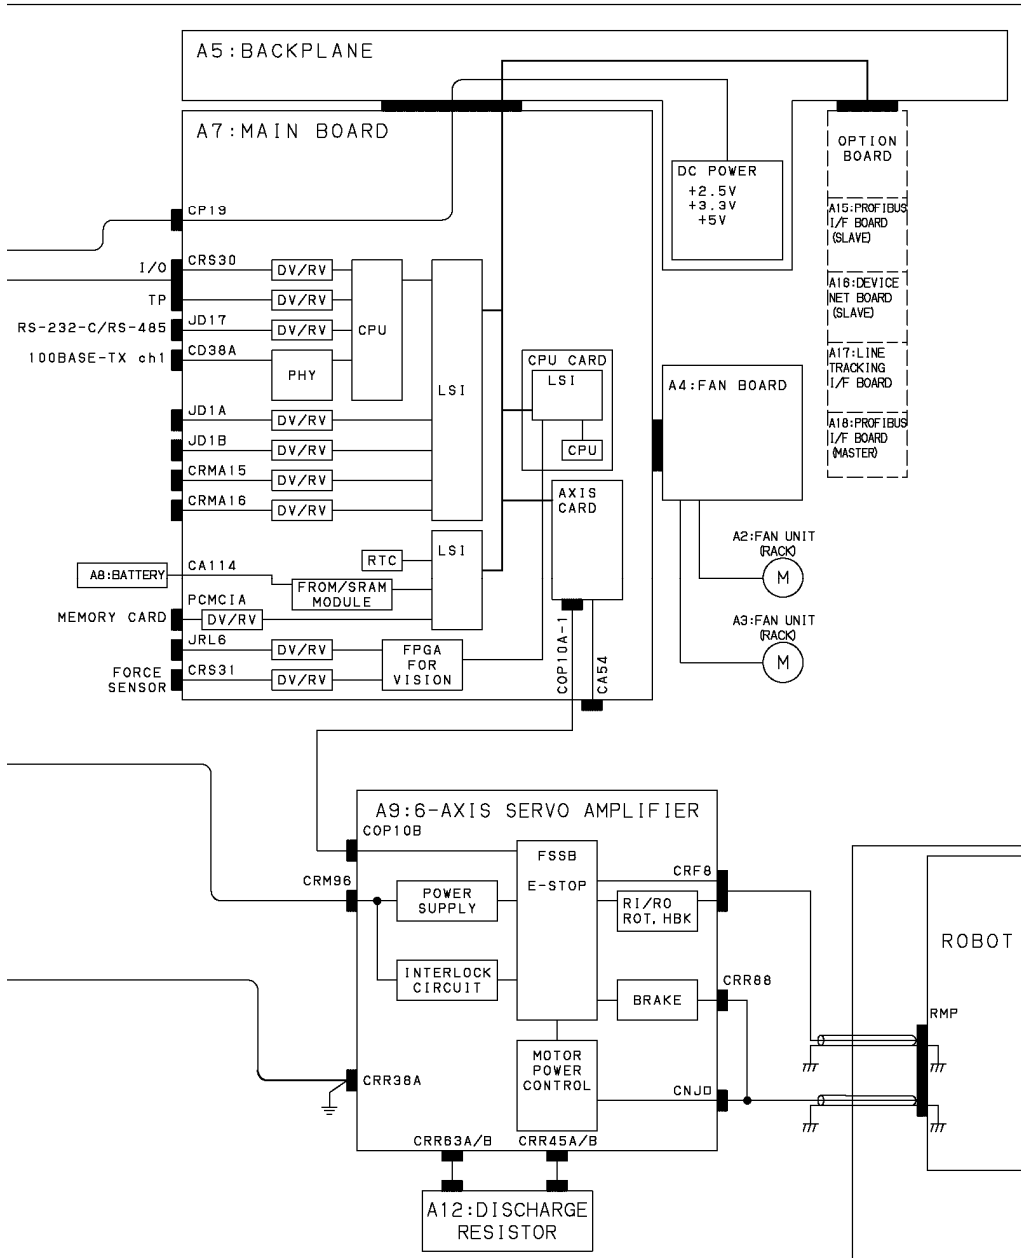 A5:BACKPLANE
A7:MAIN BOARD
OPTION
BOARD
DC POWER
+2.5V
+3.3V
+5V
A15:PROFIBUS
I/F BOARD
(SLAVE)
A16:DEVICE
NET BOARD
(SLAVE)
A17:LINE
TRACKING
I/F BOARD
A18:PROFIBUS
I/F BOARD
(MASTER)
CP19
I/O
CRS30
DV/RV
TP
DV/RV
CPU
RS-232-C/RS-485
JD17
DV/RV
100BASE-TX ch1
CD38A
PHY
LSI
CPU CARD
LSI
CPU
A4:FAN BOARD
JD1A
DV/RV
JD1B
DV/RV
CRMA15
DV/RV
CRMA16
DV/RV
AXIS
CARD
A2:FAN UNIT
(RACK)
M
A3:FAN UNIT
(RACK)
M
RTC
LSI
A8:BATTERY
CA114
FROM/SRAM
MODULE
MEMORY CARD
PCMCIA
DV/RV
JRL6
DV/RV
FPGA
FOR
VISION
FORCE
SENSOR
CRS31
DV/RV
COP10A-1
CA54
A9:6-AXIS SERVO AMPLIFIER
COP10B
FSSB
E-STOP
CRF8
CRM96
POWER
SUPPLY
RI/RO
ROT,HBK
ROBOT
INTERLOCK
CIRCUIT
BRAKE
CRR88
RMP
MOTOR
POWER
CONTROL
CRR38A
CNJ□
CRR63A/B
CRR45A/B
A12:DISCHARGE
RESISTOR